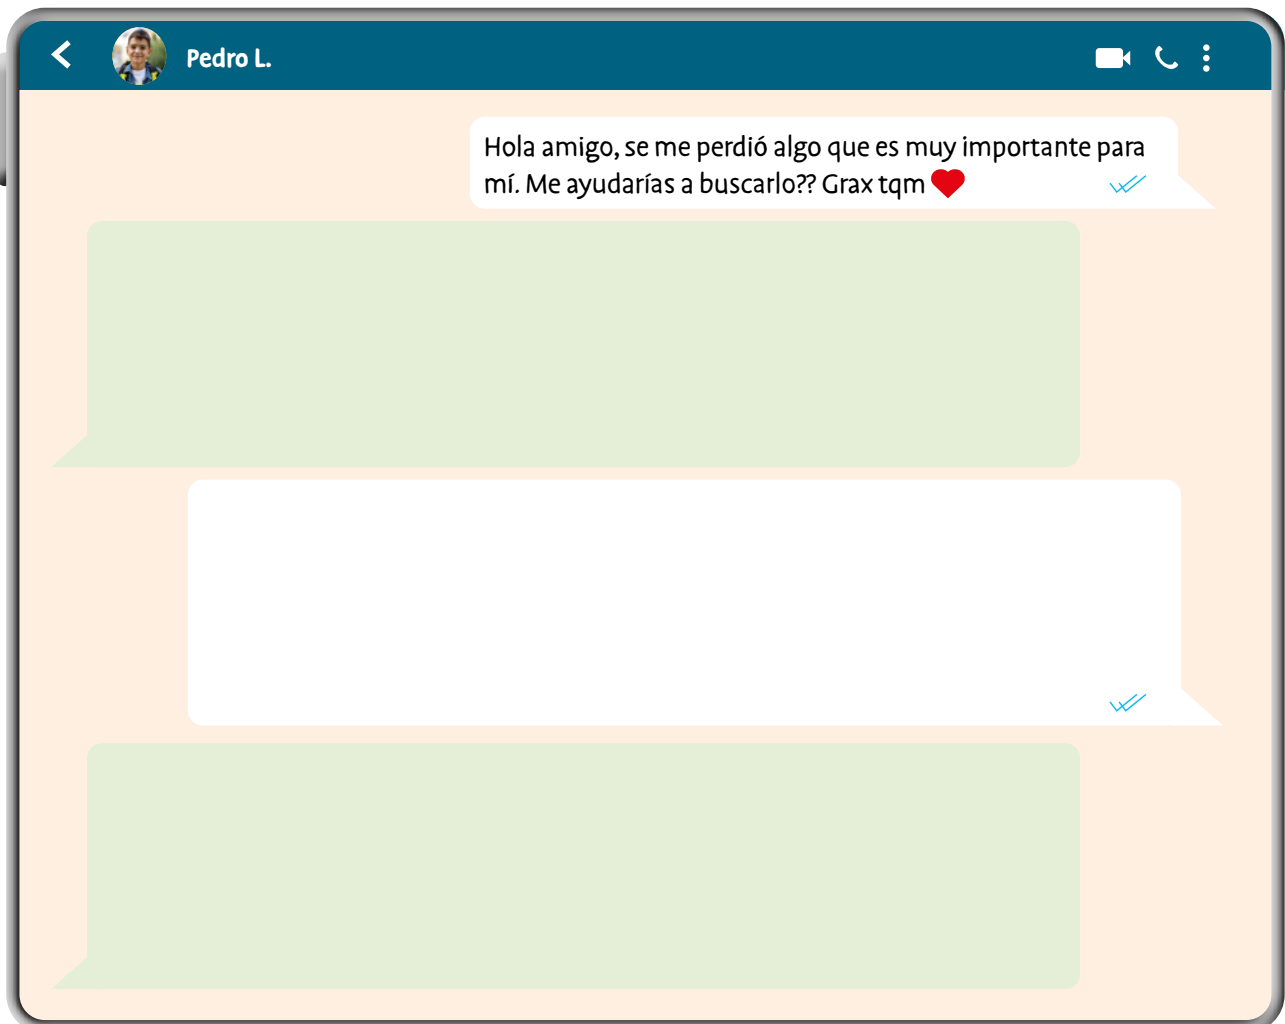 Pedro L.
Hola amigo, se me perdió algo que es muy importante para
mí. Me ayudarías a buscarlo?? Grax tqm ❤